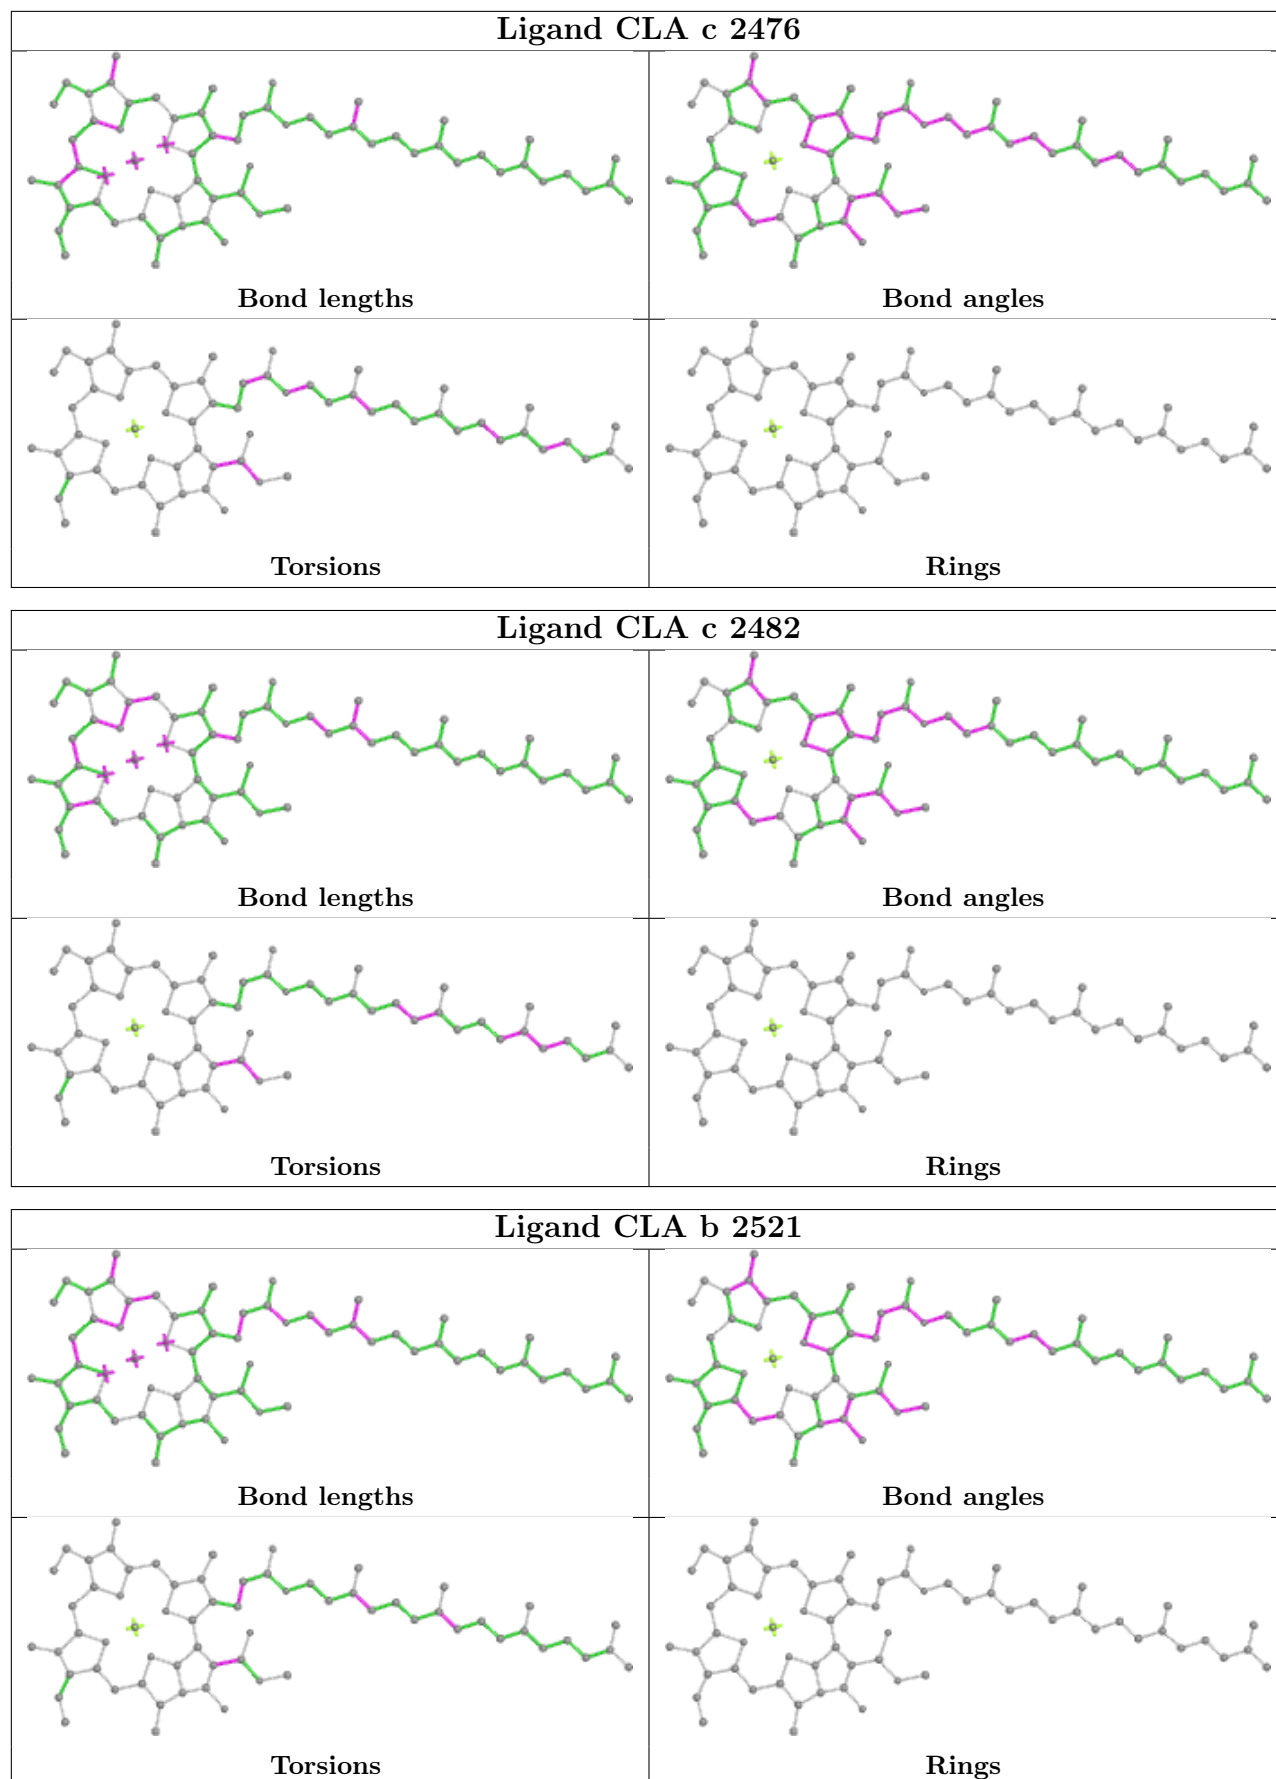 Ligand CLA c 2476
Bond lengths
Bond angles
Torsions
Rings
Ligand CLA c 2482
Bond lengths
Bond angles
Torsions
Rings
Ligand CLA b 2521
Bond lengths
Bond angles
Torsions
Rings